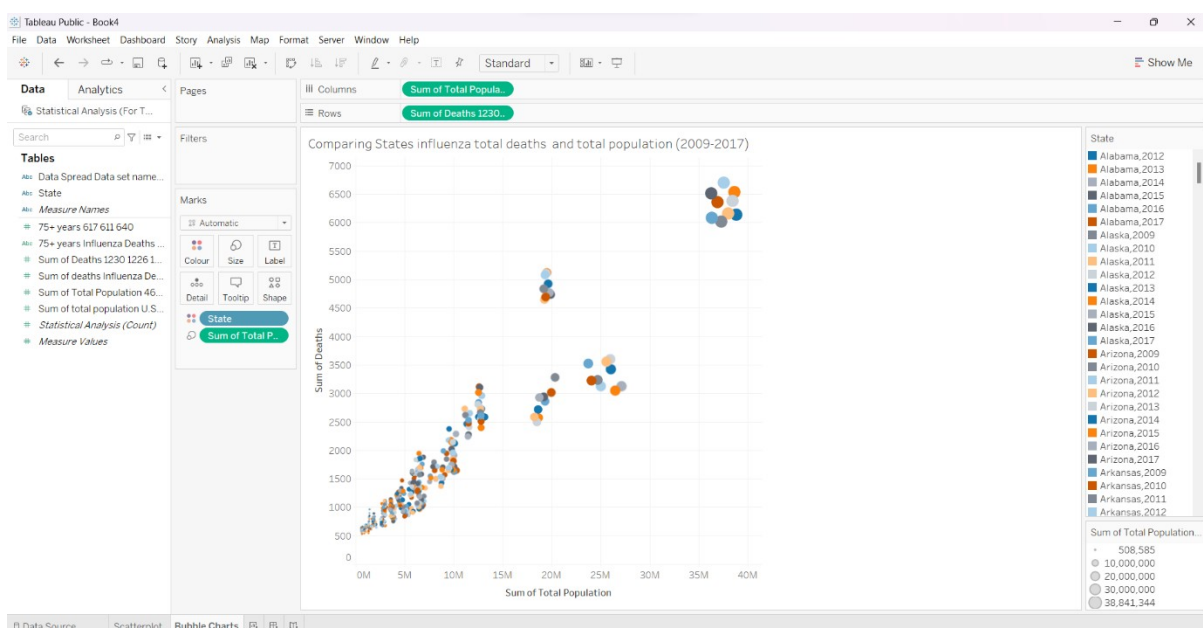 Tableau Public - Book4
File Data Worksheet Dashboard Story Analysis Map Format Server Window Help
Standard
Show Me
Data Analytics
Statistical Analysis (For T...
Search
Tables
Abc Data Spread Data set name...
Abc State
Abc Measure Names
# 75+ years 617 611 640
Abc 75+ years Influenza Deaths ...
# Sum of Deaths 1230 1226 1...
# Sum of deaths Influenza De...
# Sum of Total Population 46...
# Sum of total population U.S...
# Statistical Analysis (Count)
# Measure Values
Pages
Filters
Marks
Automatic
Colour Size Label
Detail Tooltip Shape
State
Sum of Total P...
Columns Sum of Total Popula..
Rows Sum of Deaths 1230...
Comparing States influenza total deaths and total population (2009-2017)
Sum of Deaths
7000
6500
6000
5500
5000
4500
4000
3500
3000
2500
2000
1500
1000
500
0
0M 5M 10M 15M 20M 25M 30M 35M 40M
Sum of Total Population
State
Alabama,2012
Alabama,2013
Alabama,2014
Alabama,2015
Alabama,2016
Alabama,2017
Alaska,2009
Alaska,2010
Alaska,2011
Alaska,2012
Alaska,2013
Alaska,2014
Alaska,2015
Alaska,2016
Alaska,2017
Arizona,2009
Arizona,2010
Arizona,2011
Arizona,2012
Arizona,2013
Arizona,2014
Arizona,2015
Arizona,2016
Arizona,2017
Arkansas,2009
Arkansas,2010
Arkansas,2011
Arkansas,2012
Sum of Total Population...
508,585
10,000,000
20,000,000
30,000,000
38,841,344
Data Source Scatterplot Bubble Charts